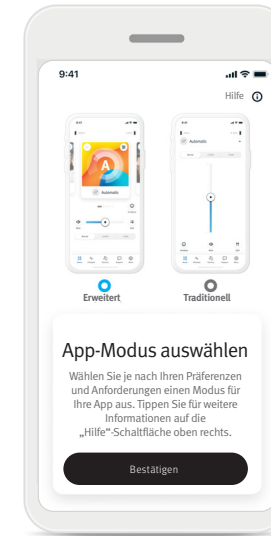 9:41
Hilfe
A
Automatic
Automatic
Erweitert
Traditionell
App-Modus auswählen
Wählen Sie je nach Ihren Präferenzen
und Anforderungen einen Modus für
Ihre App aus. Tippen Sie für weitere
Informationen auf die
„Hilfe“-Schaltfläche oben rechts.
Bestätigen